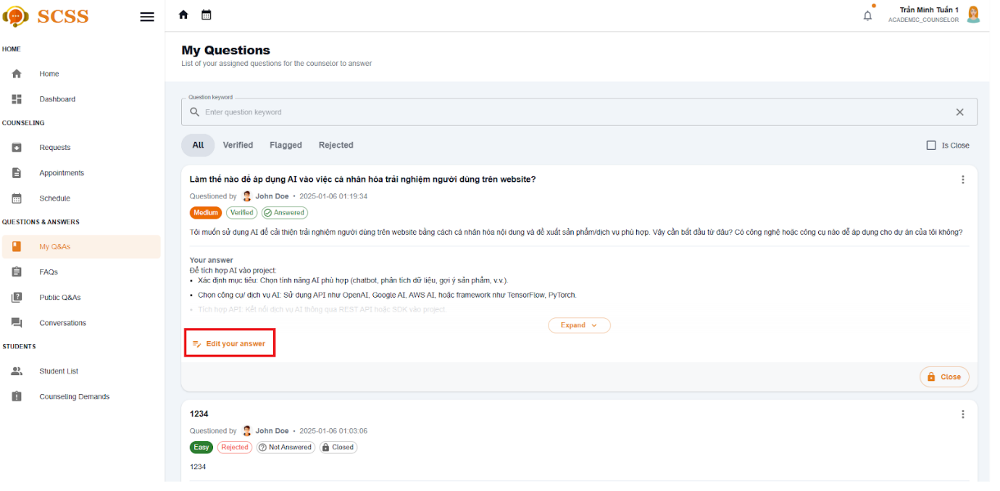 SCSS
Trần Minh Tuấn 1
ACADEMIC_COUNSELOR
HOME
Home
Dashboard
COUNSELING
Requests
Appointments
Schedule
QUESTIONS & ANSWERS
My Q&As
FAQs
Public Q&As
Conversations
STUDENTS
Student List
Counseling Demands
My Questions
List of your assigned questions for the counselor to answer
Question keyword
Enter question keyword
All Verified Flagged Rejected Is Close
Làm thế nào để áp dụng AI vào việc cá nhân hóa trải nghiệm người dùng trên website?
Questioned by John Doe • 2025-01-06 01:19:34
Medium Verified Answered
Tôi muốn sử dụng AI để cải thiện trải nghiệm người dùng trên website bằng cách cá nhân hóa nội dung và đề xuất sản phẩm/dịch vụ phù hợp. Vậy cần bắt đầu từ đâu? Có công nghệ hoặc công cụ nào để áp dụng cho dự án của tôi không?
Your answer
Để tích hợp AI vào project:
• Xác định mục tiêu: Chọn tính năng AI phù hợp (chatbot, phân tích dữ liệu, gợi ý sản phẩm, v.v.).
• Chọn công cụ/ dịch vụ AI: Sử dụng API như OpenAI, Google AI, AWS AI, hoặc framework như TensorFlow, PyTorch.
• Tích hợp API: Kết nối dịch vụ AI thông qua REST API hoặc SDK vào project.
Expand
Edit your answer
Close
1234
Questioned by John Doe • 2025-01-06 01:03:06
Easy Rejected Not Answered Closed
1234